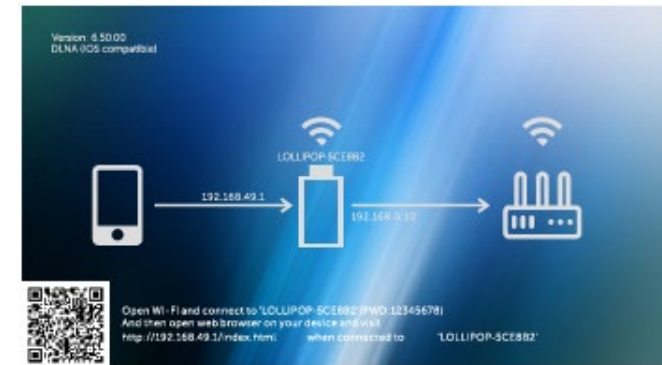 Version 6.50.00
DLNA (IOS compatible)
LOLLIPOP-5CE8B2
192.168.49.1
192.168.0.10
Open WI-FI and connect to 'LOLLIPOP-5CE8B2'(PWD:12345678)
And then open web browser on your device and visit
http://192.168.49.1/index.html when connected to 'LOLLIPOP-5CE8B2'